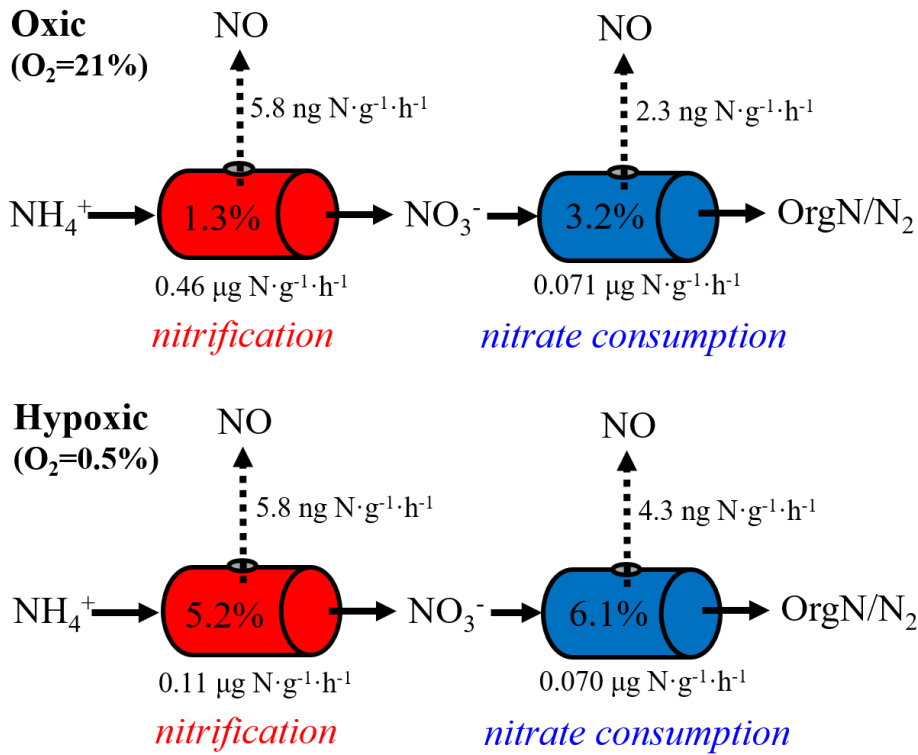 Oxic
(O₂=21%)
NO
NO
5.8 ng N·g⁻¹·h⁻¹
2.3 ng N·g⁻¹·h⁻¹
NH₄⁺
1.3%
NO₃⁻
3.2%
OrgN/N₂
0.46 μg N·g⁻¹·h⁻¹
0.071 μg N·g⁻¹·h⁻¹
nitrification
nitrate consumption
Hypoxic
(O₂=0.5%)
NO
NO
5.8 ng N·g⁻¹·h⁻¹
4.3 ng N·g⁻¹·h⁻¹
NH₄⁺
5.2%
NO₃⁻
6.1%
OrgN/N₂
0.11 μg N·g⁻¹·h⁻¹
0.070 μg N·g⁻¹·h⁻¹
nitrification
nitrate consumption